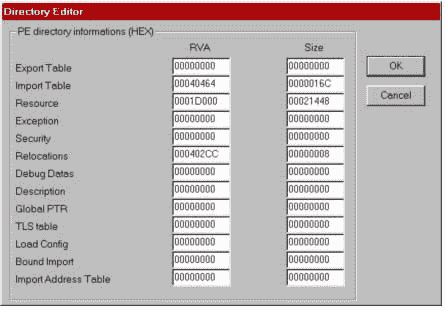 Directory Editor
PE directory informations (HEX)
RVA Size
Export Table 00000000 00000000 OK
Import Table 00040464 0000016C
Resource 0001D000 00021448 Cancel
Exception 00000000 00000000
Security 00000000 00000000
Relocations 000402CC 00000008
Debug Datas 00000000 00000000
Description 00000000 00000000
Global PTR 00000000 00000000
TLS table 00000000 00000000
Load Config 00000000 00000000
Bound Import 00000000 00000000
Import Address Table 00000000 00000000